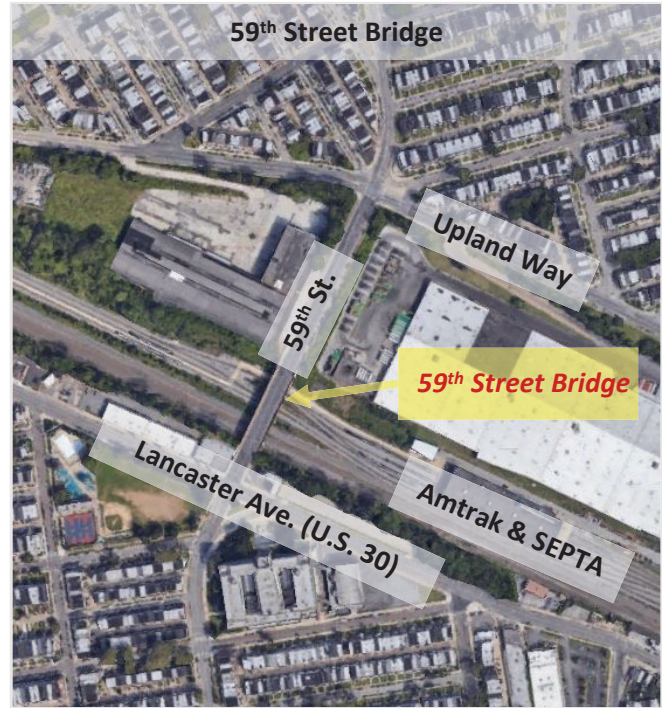 59th Street Bridge
Upland Way
59th St.
59th Street Bridge
Lancaster Ave. (U.S. 30)
Amtrak & SEPTA